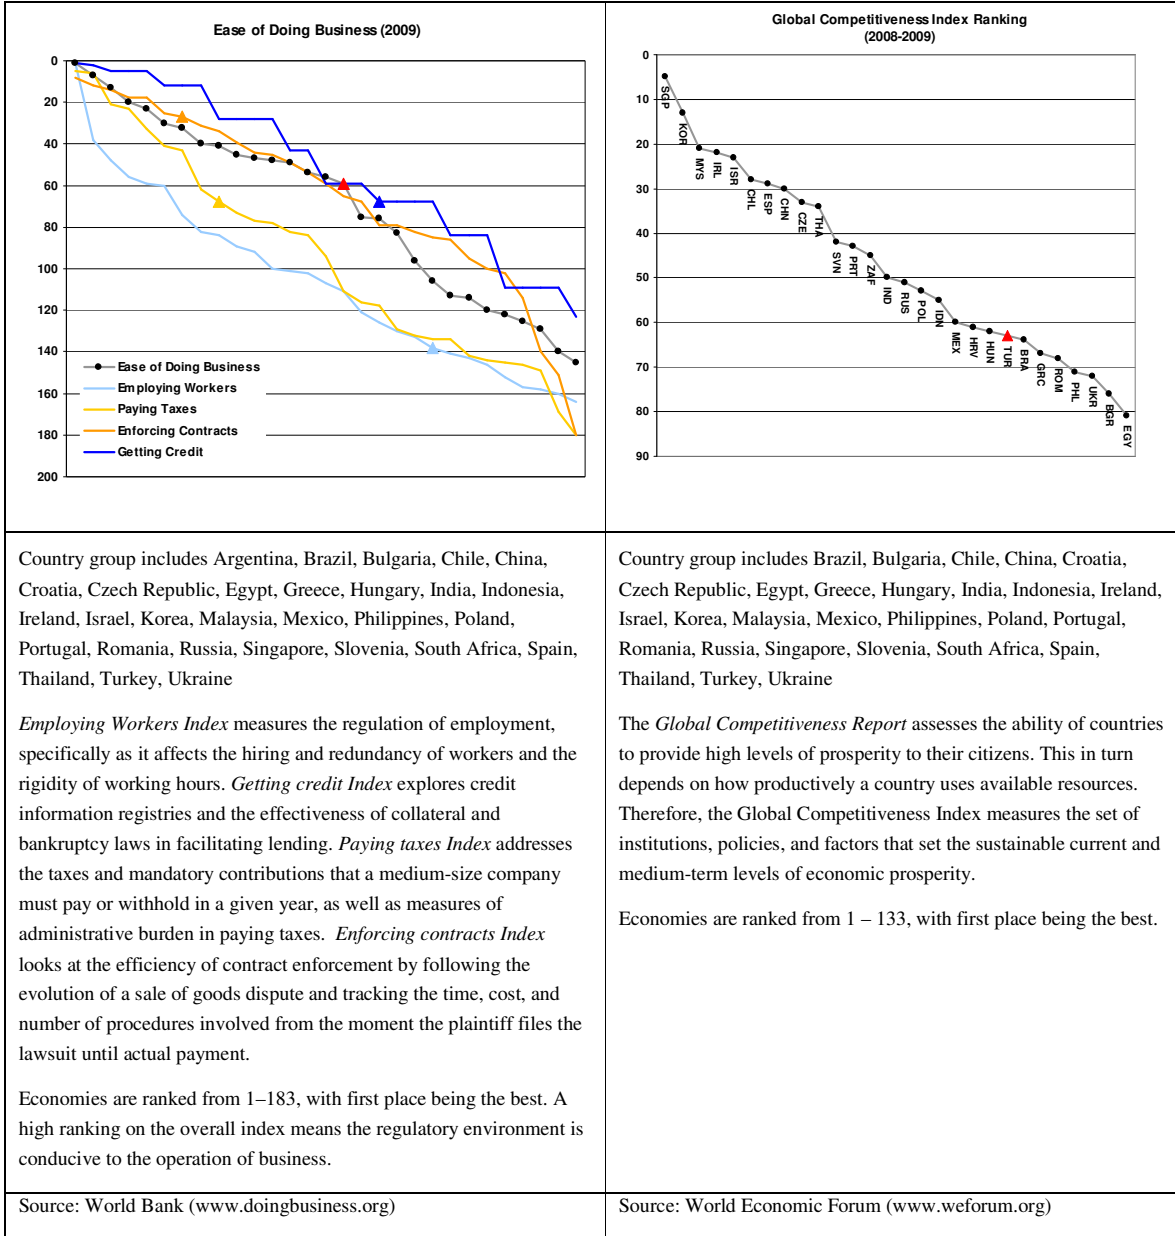 Ease of Doing Business (2009)
0
20
40
60
80
100
120
140
160
180
200
Ease of Doing Business
Employing Workers
Paying Taxes
Enforcing Contracts
Getting Credit
Global Competitiveness Index Ranking
(2008-2009)
0
10
20
30
40
50
60
70
80
90
SGP
KOR
MYS
IRL
ISR
CHL
ESP
CHN
CZE
THA
SVN
PRT
ZAF
IND
RUS
POL
IDN
MEX
HRV
HUN
TUR
BRA
GRC
ROM
PHL
UKR
BGR
EGY
Country group includes Argentina, Brazil, Bulgaria, Chile, China,
Croatia, Czech Republic, Egypt, Greece, Hungary, India, Indonesia,
Ireland, Israel, Korea, Malaysia, Mexico, Philippines, Poland,
Portugal, Romania, Russia, Singapore, Slovenia, South Africa, Spain,
Thailand, Turkey, Ukraine
Employing Workers Index measures the regulation of employment,
specifically as it affects the hiring and redundancy of workers and the
rigidity of working hours. Getting credit Index explores credit
information registries and the effectiveness of collateral and
bankruptcy laws in facilitating lending. Paying taxes Index addresses
the taxes and mandatory contributions that a medium-size company
must pay or withhold in a given year, as well as measures of
administrative burden in paying taxes. Enforcing contracts Index
looks at the efficiency of contract enforcement by following the
evolution of a sale of goods dispute and tracking the time, cost, and
number of procedures involved from the moment the plaintiff files the
lawsuit until actual payment.
Economies are ranked from 1–183, with first place being the best. A
high ranking on the overall index means the regulatory environment is
conducive to the operation of business.
Country group includes Brazil, Bulgaria, Chile, China, Croatia,
Czech Republic, Egypt, Greece, Hungary, India, Indonesia, Ireland,
Israel, Korea, Malaysia, Mexico, Philippines, Poland, Portugal,
Romania, Russia, Singapore, Slovenia, South Africa, Spain,
Thailand, Turkey, Ukraine
The Global Competitiveness Report assesses the ability of countries
to provide high levels of prosperity to their citizens. This in turn
depends on how productively a country uses available resources.
Therefore, the Global Competitiveness Index measures the set of
institutions, policies, and factors that set the sustainable current and
medium-term levels of economic prosperity.
Economies are ranked from 1 – 133, with first place being the best.
Source: World Bank (www.doingbusiness.org)
Source: World Economic Forum (www.weforum.org)